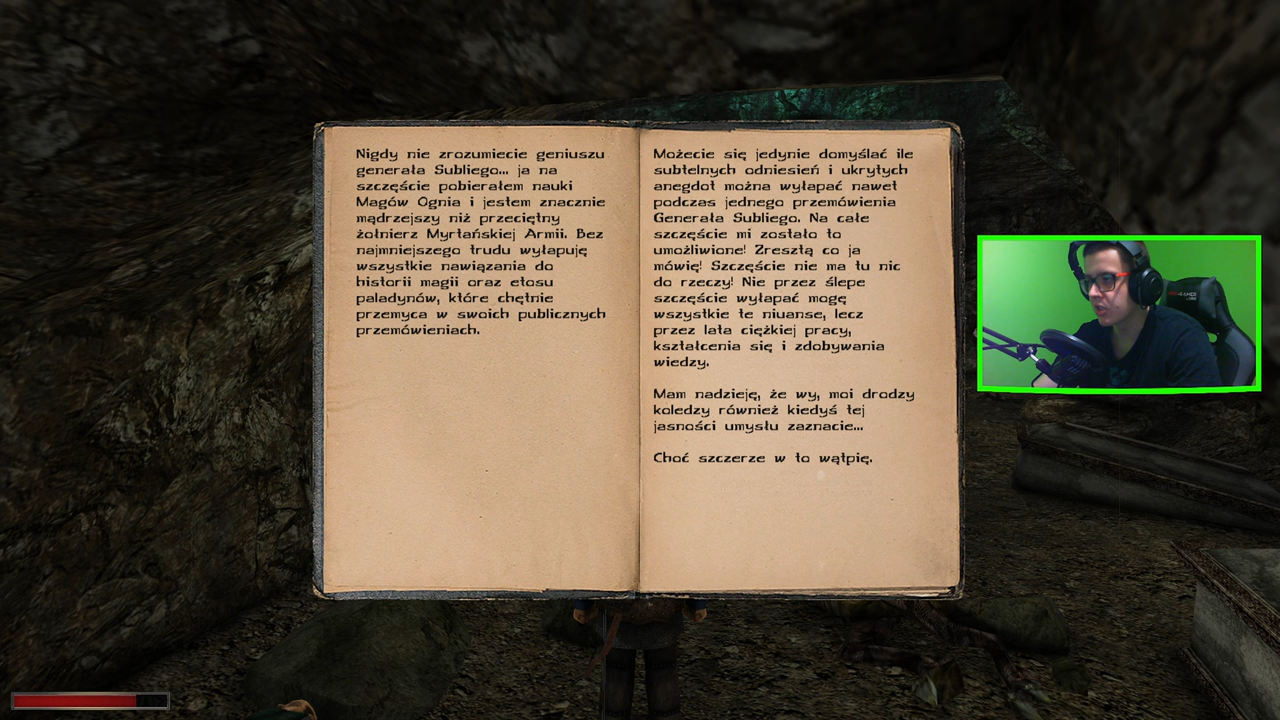 Nigdy nie zrozumiecie geniuszu
generała Subliego... ja na
szczęście pobierałem nauki
Magów Ognia i jestem znacznie
mądrzejszy niż przeciętny
żołnierz Myrtańskiej Armii. Bez
najmniejszego trudu wyłapuję
wszystkie nawiązania do
historii magii oraz etosu
paladynów, które chętnie
przemyca w swoich publicznych
przemówieniach.
Możecie się jedynie domyślać ile
subtelnych odniesień i ukrytych
anegdot można wyłapać nawet
podczas jednego przemówienia
Generała Subliego. Na całe
szczęście mi zostało to
umożliwione! Zresztą co ja
mówię! Szczęście nie ma tu nic
do rzeczy! Nie przez ślepe
szczęście wyłapać mogę
wszystkie te niuanse, lecz
przez lata ciężkiej pracy,
kształcenia się i zdobywania
wiedzy.
Mam nadzieję, że wy, moi drodzy
koledzy również kiedyś tej
jasności umysłu zaznacie...
Choć szczerze w to wątpię.